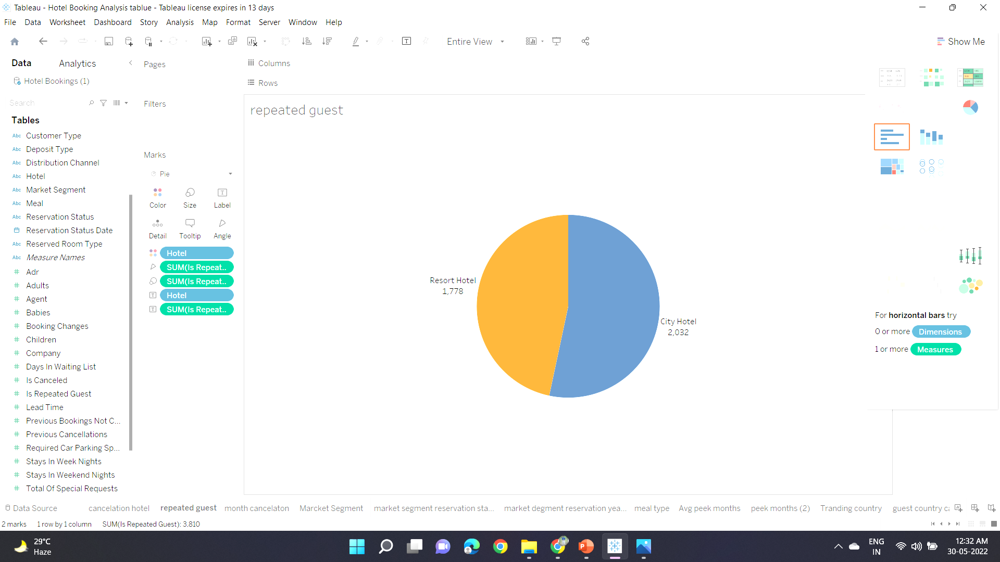 Tableau - Hotel Booking Analysis tablue - Tableau license expires in 13 days
File Data Worksheet Dashboard Story Analysis Map Format Server Window Help
Entire View
Show Me
Data Analytics
Hotel Bookings (1)
Search
Tables
Abc Customer Type
Abc Deposit Type
Abc Distribution Channel
Abc Hotel
Abc Market Segment
Abc Meal
Abc Reservation Status
Reservation Status Date
Abc Reserved Room Type
Abc Measure Names
# Adr
# Adults
# Agent
# Babies
# Booking Changes
# Children
# Company
# Days In Waiting List
# Is Canceled
# Is Repeated Guest
# Lead Time
# Previous Bookings Not C...
# Previous Cancellations
# Required Car Parking Sp...
# Stays In Week Nights
# Stays In Weekend Nights
# Total Of Special Requests
Pages
Filters
Marks
Pie
Color Size Label
Detail Tooltip Angle
Hotel
SUM(Is Repeat..
SUM(Is Repeat..
Hotel
SUM(Is Repeat..
Columns
Rows
repeated guest
Resort Hotel
1,778
City Hotel
2,032
For horizontal bars try
0 or more Dimensions
1 or more Measures
Data Source cancelation hotel repeated guest month cancelaton Marcket Segment market segment reservation sta... market degment reservation yea... meal type Avg peek months peek months (2) Tranding country guest country ca
2 marks 1 row by 1 column SUM(Is Repeated Guest): 3,810
29°C
Haze
ENG
IN
12:32 AM
30-05-2022